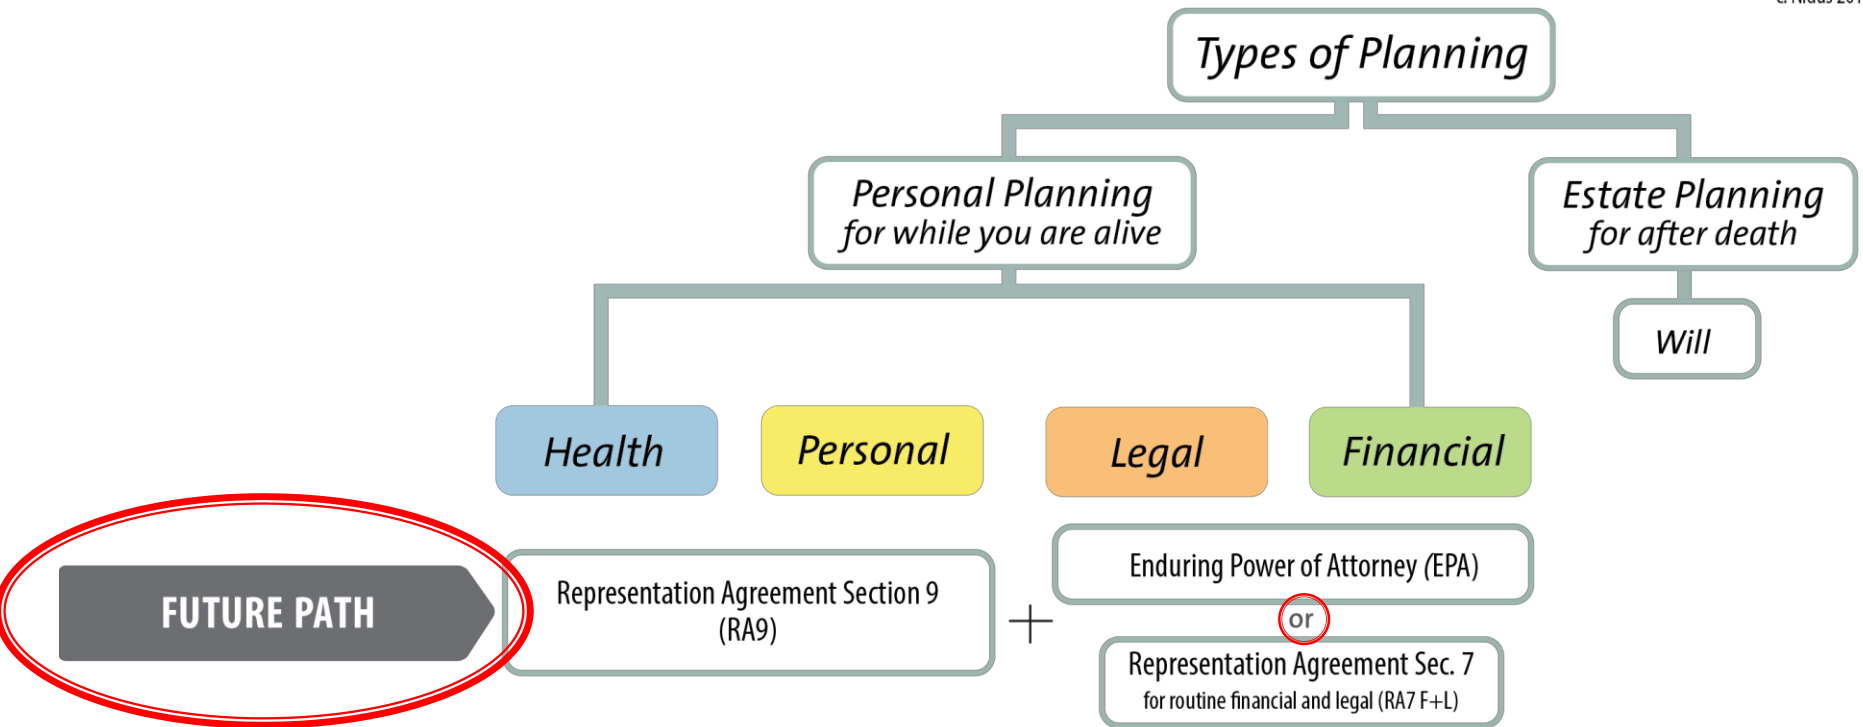 Types of Planning
Personal Planning
for while you are alive
Estate Planning
for after death
Will
Health
Personal
Legal
Financial
FUTURE PATH
Representation Agreement Section 9
(RA9)
+
Enduring Power of Attorney (EPA)
or
Representation Agreement Sec. 7
for routine financial and legal (RA7 F+L)